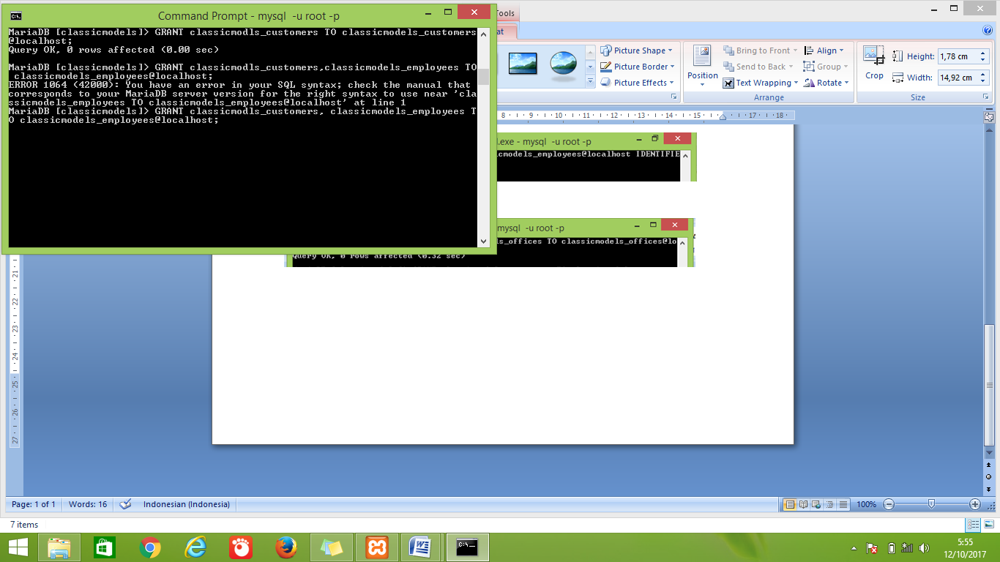 Command Prompt - mysql -u root -p
MariaDB [classicmodels]> GRANT classicmodls_customers TO classicmodels_customers
@localhost;
Query OK, 0 rows affected (0.00 sec)
MariaDB [classicmodels]> GRANT classicmodls_customers,classicmodls_employees TO
classicmodels_employees@localhost;
ERROR 1064 (42000): You have an error in your SQL syntax; check the manual that
corresponds to your MariaDB server version for the right syntax to use near 'cla
ssicmodls_employees TO classicmodels_employees@localhost' at line 1
MariaDB [classicmodels]> GRANT classicmodls_customers, classicmodls_employees T
O classicmodels_employees@localhost;
Tools
at
Picture Shape
Picture Border
Picture Effects
Position
Bring to Front
Send to Back
Text Wrapping
Align
Group
Rotate
Arrange
Crop
Height: 1,78 cm
Width: 14,92 cm
Size
8 9 10 11 12 13 14 15 17 18
l.exe - mysql -u root -p
icmodels_employees@localhost IDENTIFIE
mysql -u root -p
ls_offices TO classicmodels_offices@lo
Query OK, 0 rows affected (0.32 sec)
21
22
23
24
25
26
27
Page: 1 of 1 Words: 16 Indonesian (Indonesia) 100%
7 items
5:55
12/10/2017